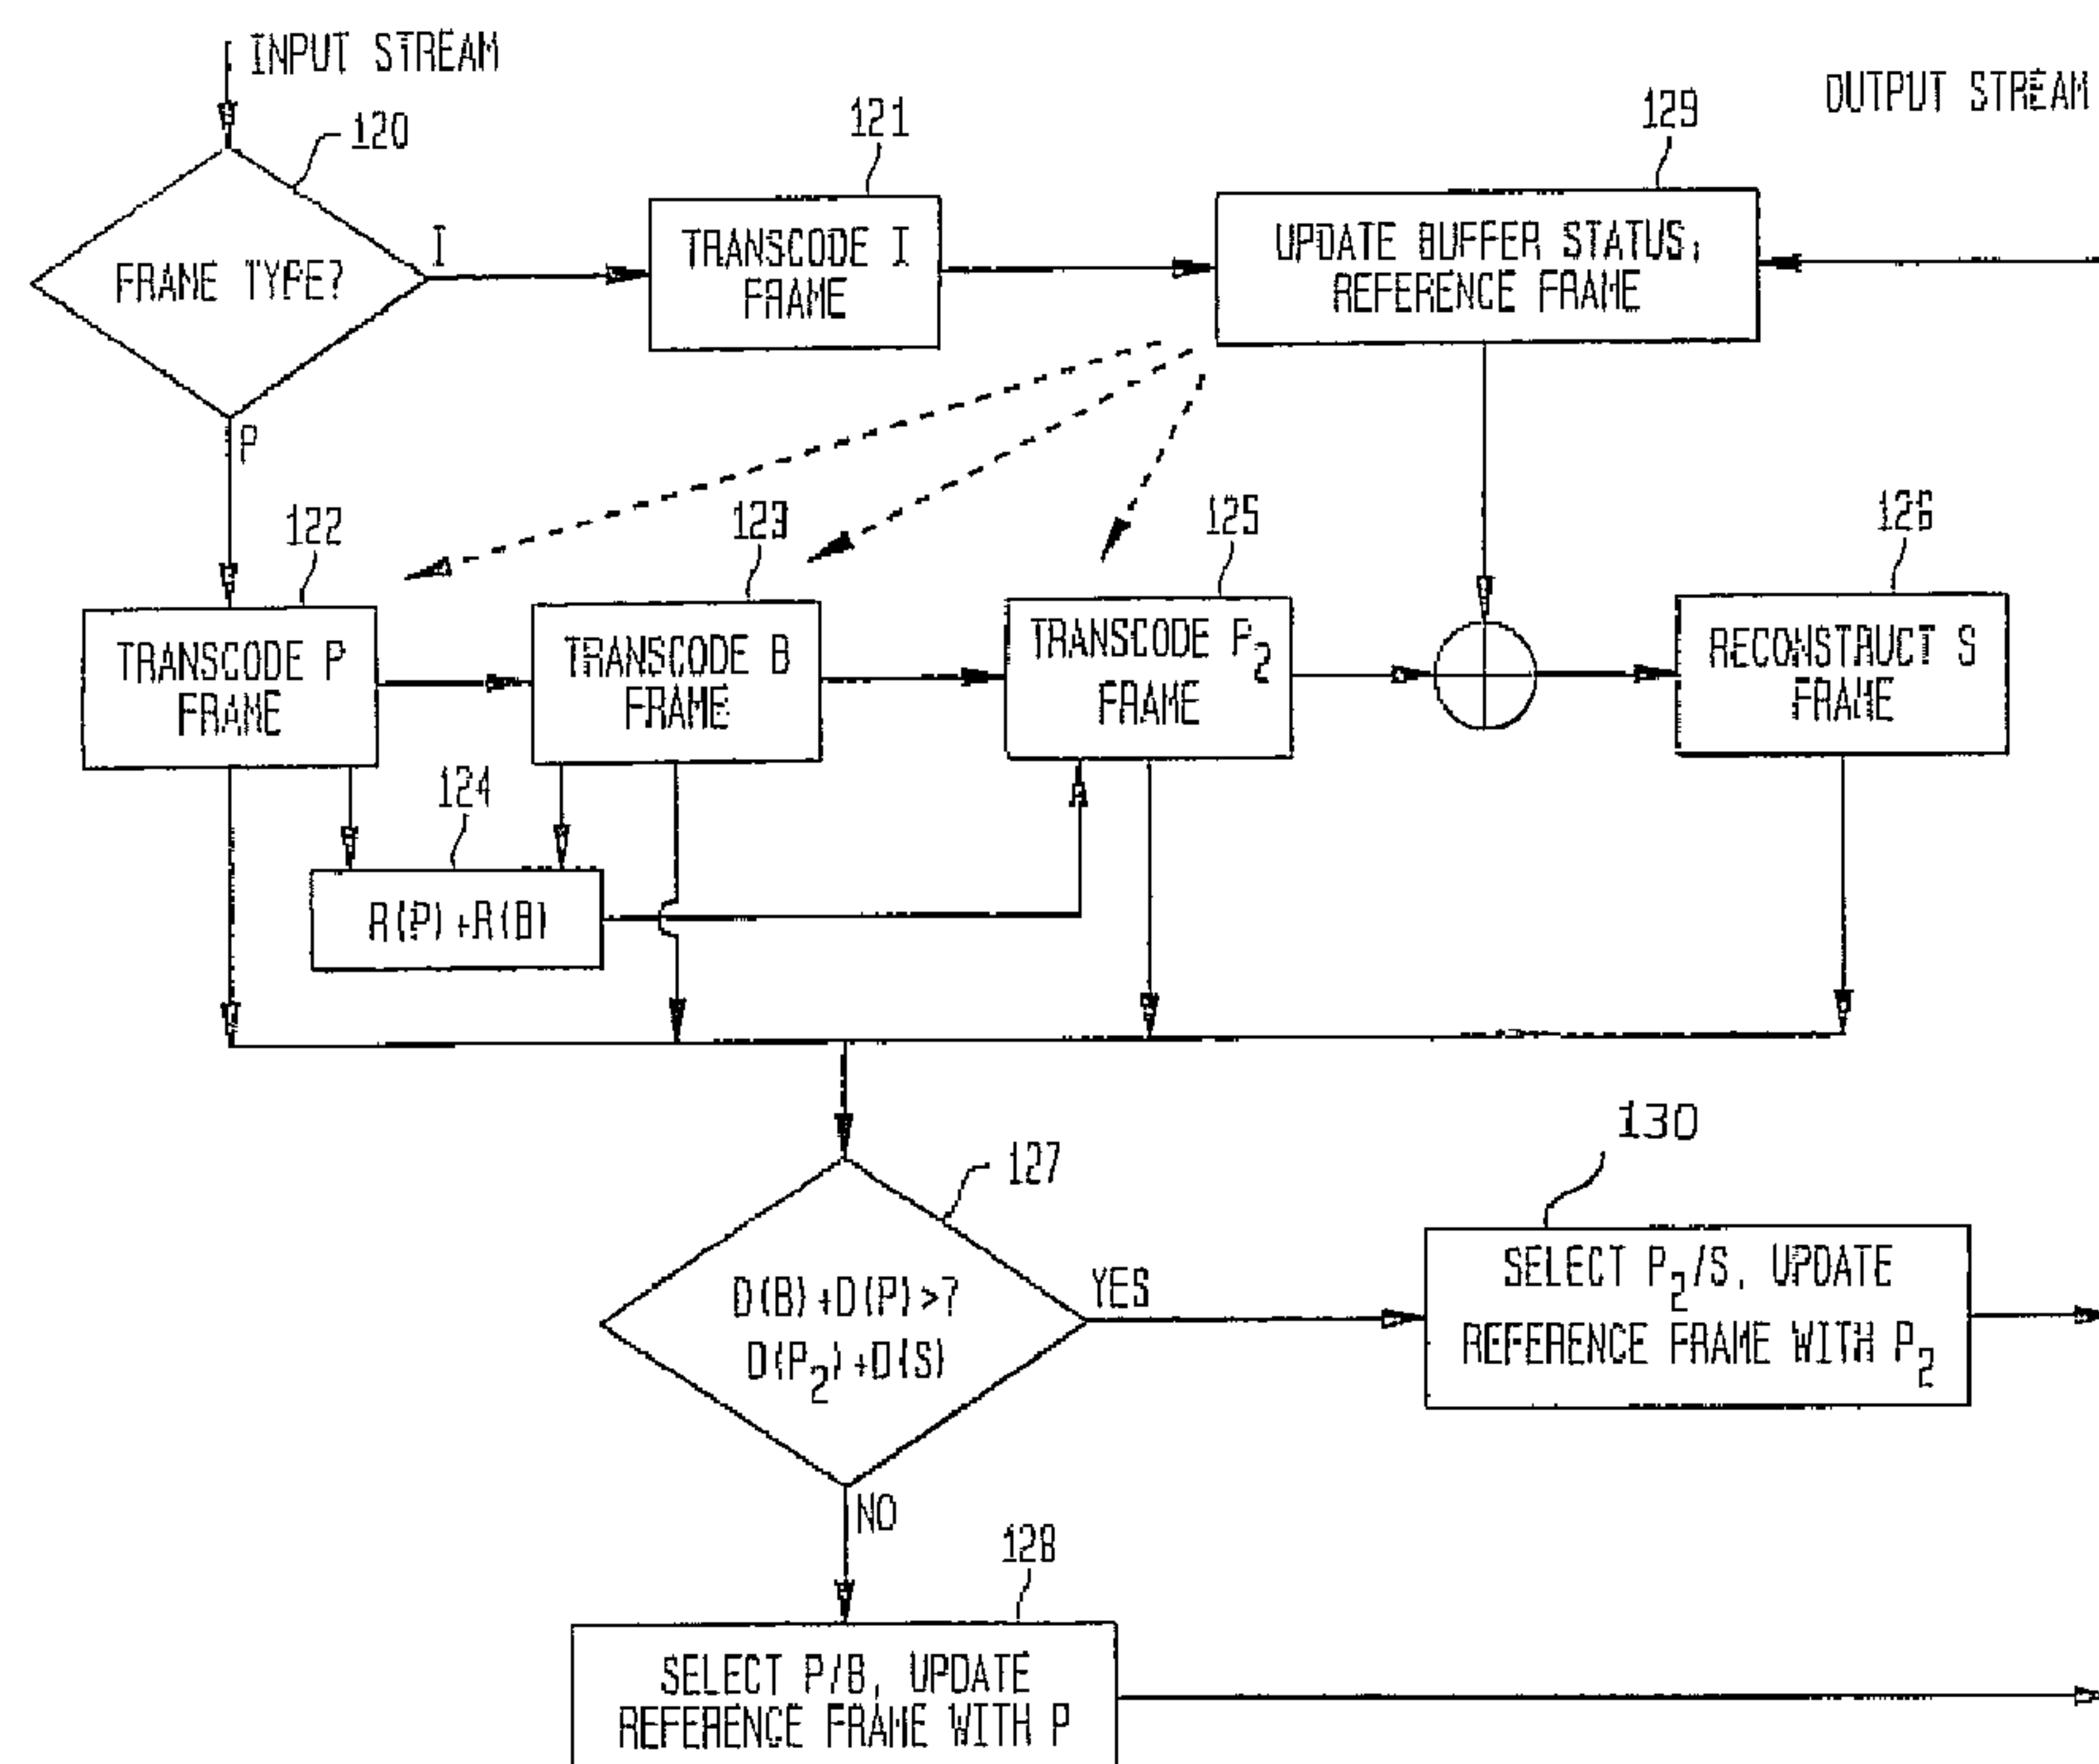 INPUT STREAM
OUTPUT STREAM
120
121
129
FRAME TYPE?
I
TRANSCODE I
FRAME
UPDATE BUFFER STATUS,
REFERENCE FRAME
P
122
123
125
126
TRANSCODE P
FRAME
TRANSCODE B
FRAME
TRANSCODE P2
FRAME
RECONSTRUCT S
FRAME
124
R(P)+R(B)
130
127
D(B)+D(P)>?
D(P2)+D(S)
YES
SELECT P2/S, UPDATE
REFERENCE FRAME WITH P2
NO
128
SELECT P/B, UPDATE
REFERENCE FRAME WITH P